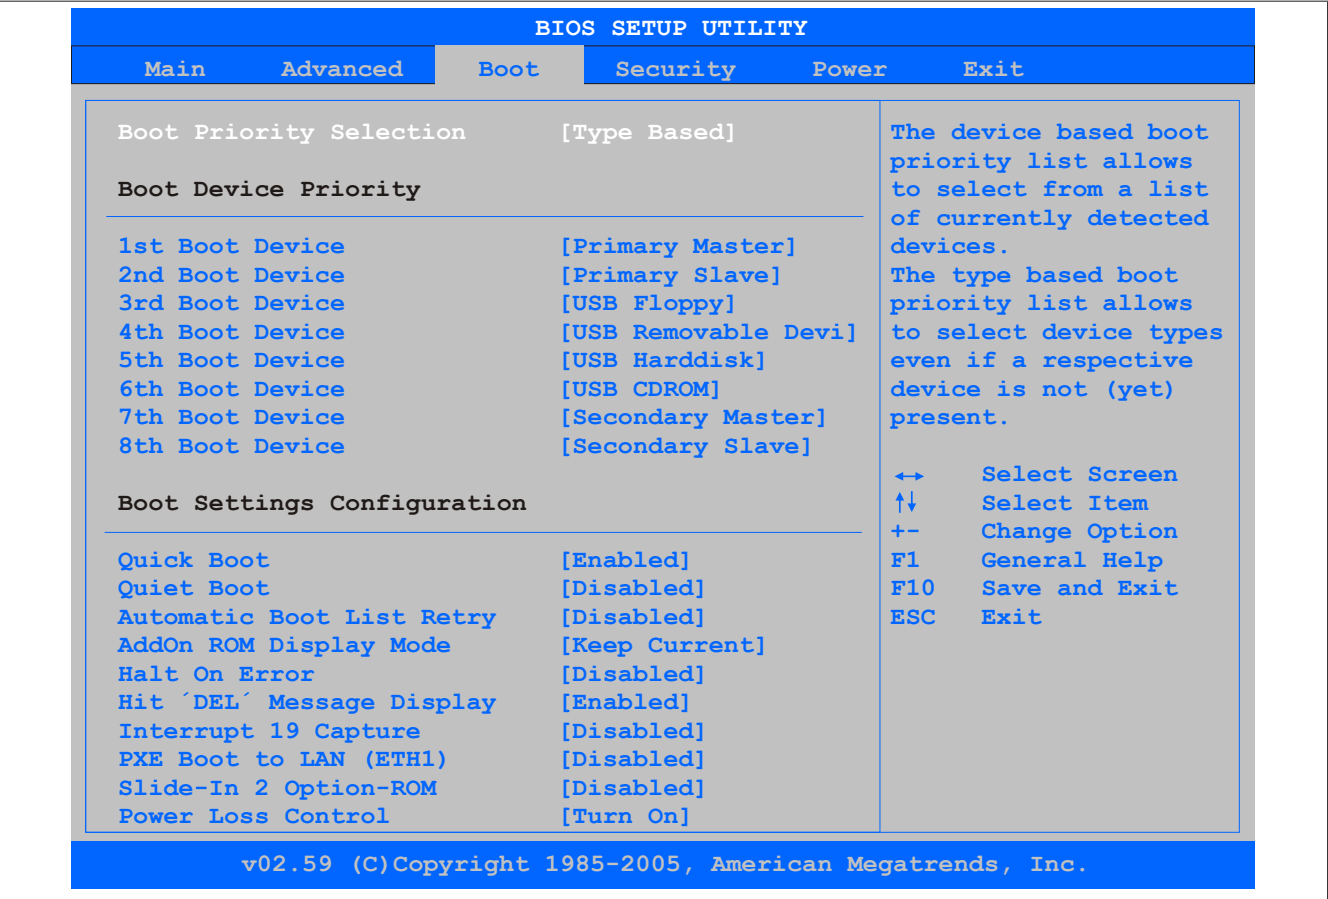 BIOS SETUP UTILITY
Main Advanced Boot Security Power Exit
Boot Priority Selection [Type Based]
Boot Device Priority
1st Boot Device [Primary Master]
2nd Boot Device [Primary Slave]
3rd Boot Device [USB Floppy]
4th Boot Device [USB Removable Devi]
5th Boot Device [USB Harddisk]
6th Boot Device [USB CDROM]
7th Boot Device [Secondary Master]
8th Boot Device [Secondary Slave]
Boot Settings Configuration
Quick Boot [Enabled]
Quiet Boot [Disabled]
Automatic Boot List Retry [Disabled]
AddOn ROM Display Mode [Keep Current]
Halt On Error [Disabled]
Hit ´DEL´ Message Display [Enabled]
Interrupt 19 Capture [Disabled]
PXE Boot to LAN (ETH1) [Disabled]
Slide-In 2 Option-ROM [Disabled]
Power Loss Control [Turn On]
The device based boot
priority list allows
to select from a list
of currently detected
devices.
The type based boot
priority list allows
to select device types
even if a respective
device is not (yet)
present.
↔ Select Screen
↑↓ Select Item
+- Change Option
F1 General Help
F10 Save and Exit
ESC Exit
v02.59 (C)Copyright 1985-2005, American Megatrends, Inc.